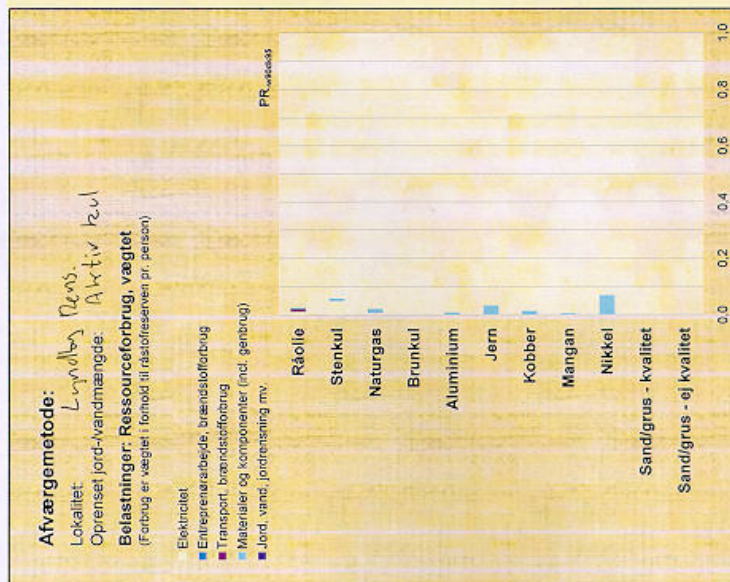 Afværgemetode:
Lokalitet: Lyndby Rens.
Oprenset jord-/vandmængde: Aktiv kul
Belastninger: Ressourceforbrug, vægtet
(Forbrug er vægtet i forhold til råstofreserven pr. person)
Elektricitet
Entreprenørarbejde, brændstofforbrug
Transport, brændstofforbrug
Materialer og komponenter (incl. genbrug)
Jord, vand, jordrensning mv.
Råolie
Stenkul
Naturgas
Brunkul
Aluminium
Jern
Kobber
Mangan
Nikkel
Sand/grus - kvalitet
Sand/grus - ej kvalitet
0,0 0,2 0,4 0,6 0,8 1,0